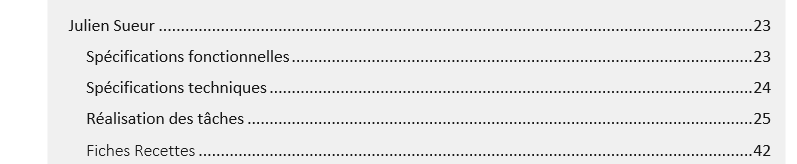 Julien Sueur ........................................................................................................................................ 23
Spécifications fonctionnelles ........................................................................................................ 23
Spécifications techniques ............................................................................................................. 24
Réalisation des tâches .................................................................................................................. 25
Fiches Recettes ............................................................................................................................. 42